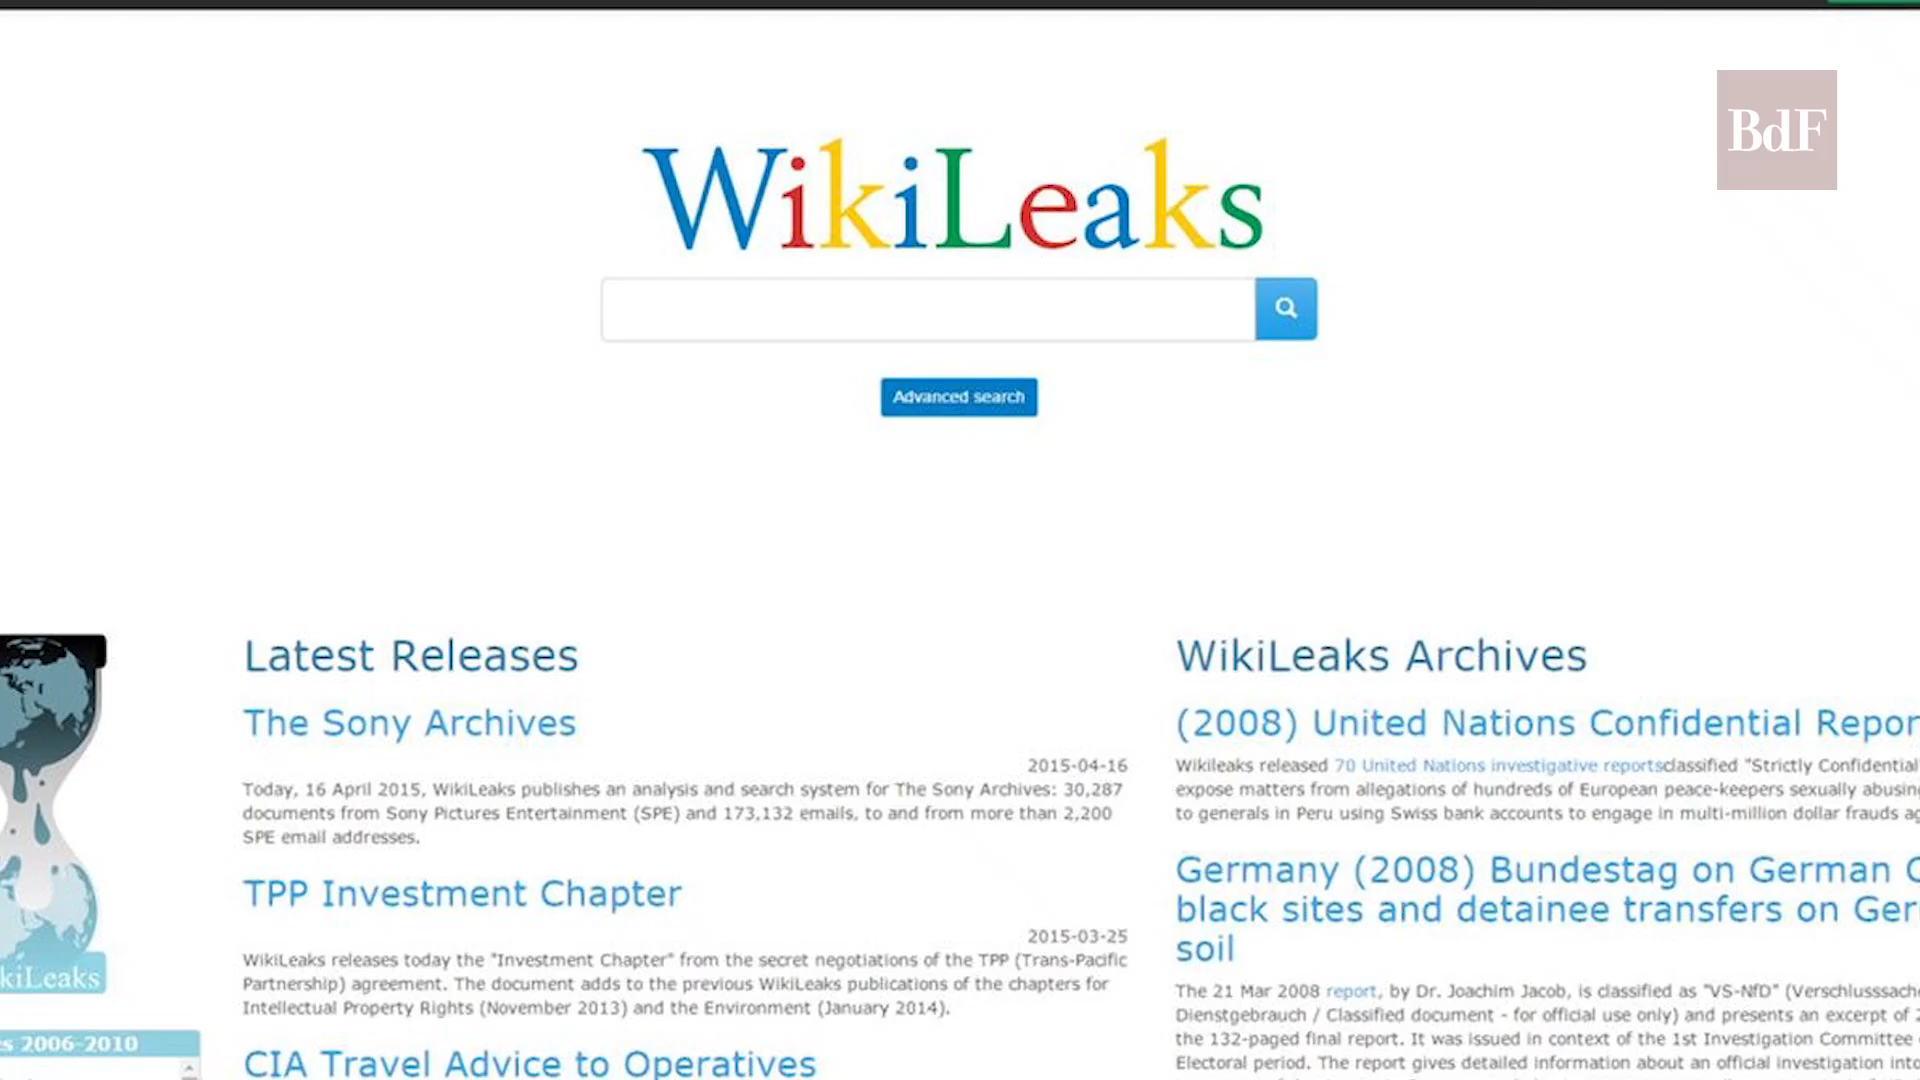 BdF
WikiLeaks
Advanced search
Latest Releases
The Sony Archives
2015-04-16
Today, 16 April 2015, WikiLeaks publishes an analysis and search system for The Sony Archives: 30,287
documents from Sony Pictures Entertainment (SPE) and 173,132 emails, to and from more than 2,200
SPE email addresses.
TPP Investment Chapter
2015-03-25
WikiLeaks releases today the "Investment Chapter" from the secret negotiations of the TPP (Trans-Pacific
Partnership) agreement. The document adds to the previous WikiLeaks publications of the chapters for
Intellectual Property Rights (November 2013) and the Environment (January 2014).
CIA Travel Advice to Operatives
WikiLeaks Archives
(2008) United Nations Confidential Repor
Wikileaks released 70 United Nations investigative reportsclassified "Strictly Confidential
expose matters from allegations of hundreds of European peace-keepers sexually abusing
to generals in Peru using Swiss bank accounts to engage in multi-million dollar frauds ag
Germany (2008) Bundestag on German C
black sites and detainee transfers on Ger
soil
The 21 Mar 2008 report, by Dr. Joachim Jacob, is classified as "VS-NfD" (Verschlusssache
Dienstgebrauch / Classified document - for official use only) and presents an excerpt of 2
the 132-paged final report. It was issued in context of the 1st Investigation Committee
Electoral period. The report gives detailed information about an official investigation into
kiLeaks
s 2006-2010